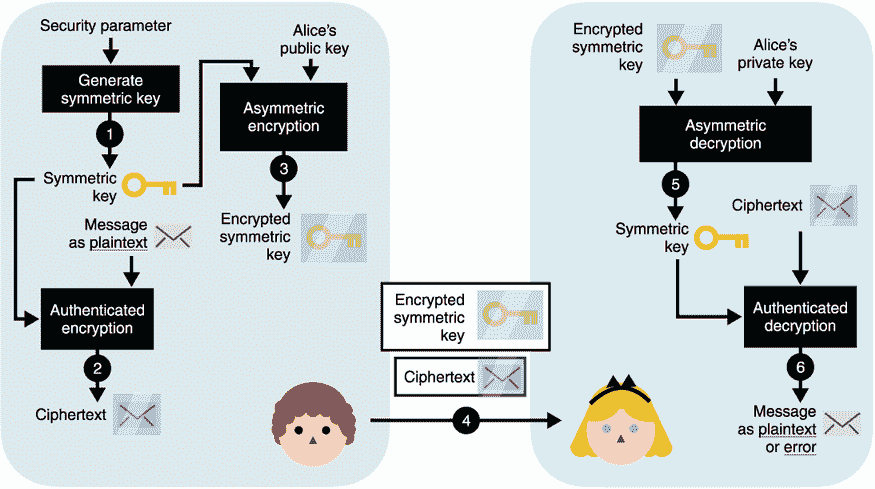 Security parameter
Generate
symmetric key
1
Symmetric
key
Message
as plaintext
Authenticated
encryption
2
Ciphertext
Alice's
public key
Asymmetric
encryption
3
Encrypted
symmetric
key
Encrypted
symmetric
key
Ciphertext
4
Encrypted
symmetric
key
Alice's
private key
Asymmetric
decryption
5
Symmetric
key
Ciphertext
Authenticated
decryption
6
Message
as plaintext
or error